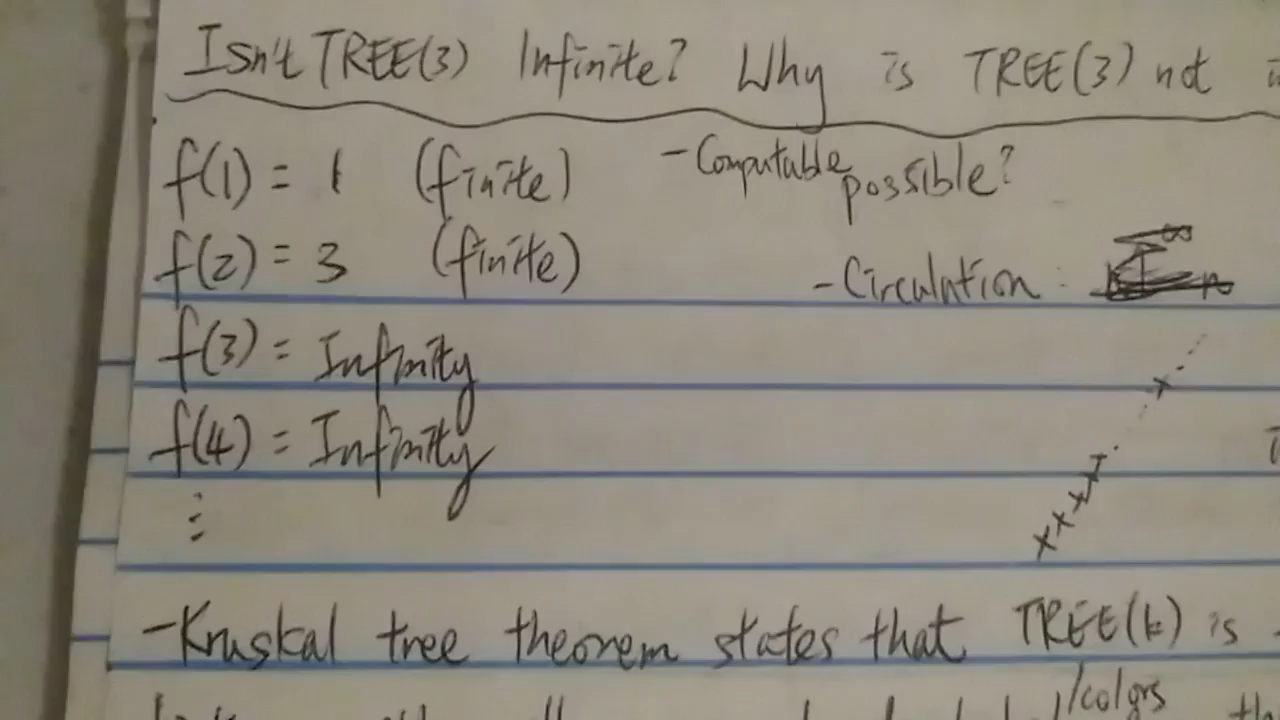 Isn't TREE(3) Infinite? Why is TREE(3) not
f(1) = 1 (finite) - Computable possible?
f(2) = 3 (finite) - Circulation:
f(3) = Infinity
f(4) = Infinity
- Kruskal tree theorem states that TREE(k) is
/colors